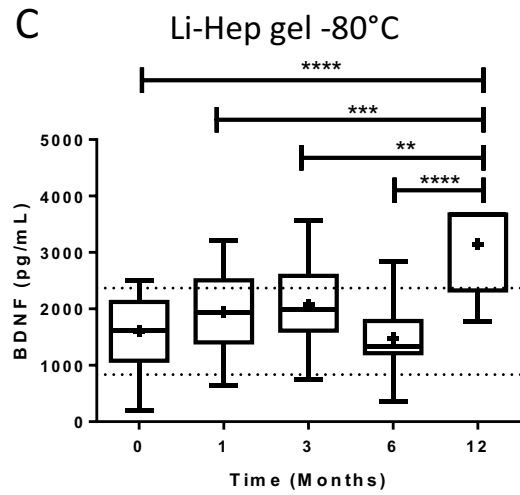 C
Li-Hep gel -80°C
****
***
**
****
5000
4000
3000
2000
1000
0
BDNF (pg/mL)
0 1 3 6 12
Time (Months)